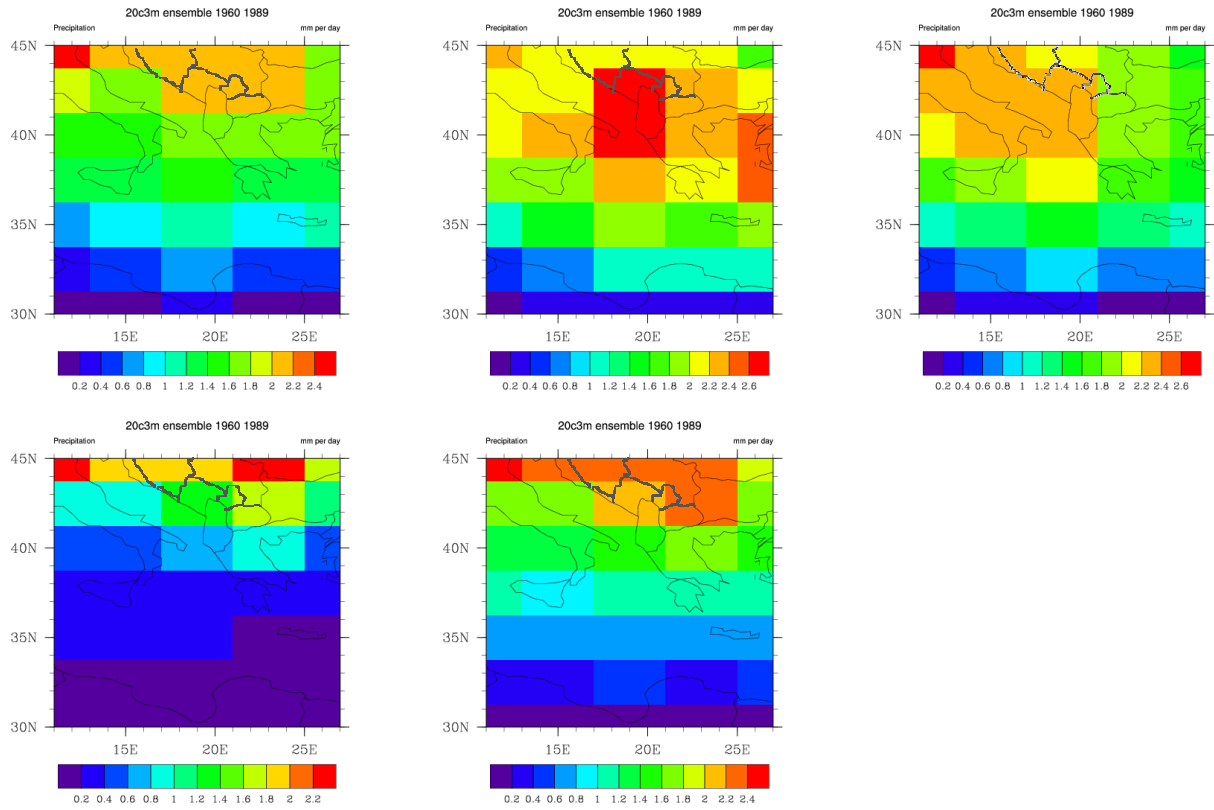 20c3m ensemble 1960 1989
Precipitation mm per day
45N
40N
35N
30N
15E 20E 25E
0.2 0.4 0.6 0.8 1 1.2 1.4 1.6 1.8 2 2.2 2.4
20c3m ensemble 1960 1989
Precipitation mm per day
45N
40N
35N
30N
15E 20E 25E
0.2 0.4 0.6 0.8 1 1.2 1.4 1.6 1.8 2 2.2 2.4 2.6
20c3m ensemble 1960 1989
Precipitation mm per day
45N
40N
35N
30N
15E 20E 25E
0.2 0.4 0.6 0.8 1 1.2 1.4 1.6 1.8 2 2.2 2.4 2.6
20c3m ensemble 1960 1989
Precipitation mm per day
45N
40N
35N
30N
15E 20E 25E
0.2 0.4 0.6 0.8 1 1.2 1.4 1.6 1.8 2 2.2
20c3m ensemble 1960 1989
Precipitation mm per day
45N
40N
35N
30N
15E 20E 25E
0.2 0.4 0.6 0.8 1 1.2 1.4 1.6 1.8 2 2.2 2.4